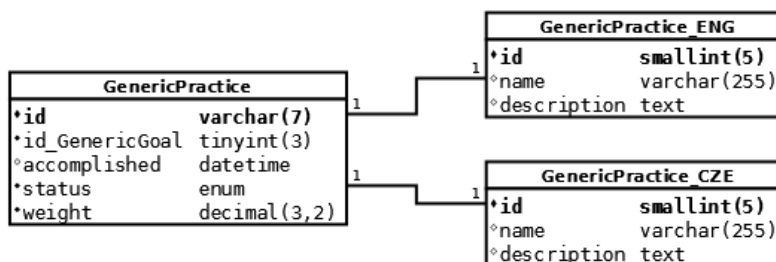 GenericPractice_ENG
id smallint(5)
name varchar(255)
description text
GenericPractice
id varchar(7)
id_GenericGoal tinyint(3)
accomplished datetime
status enum
weight decimal(3,2)
1
1
1
1
GenericPractice_CZE
id smallint(5)
name varchar(255)
description text